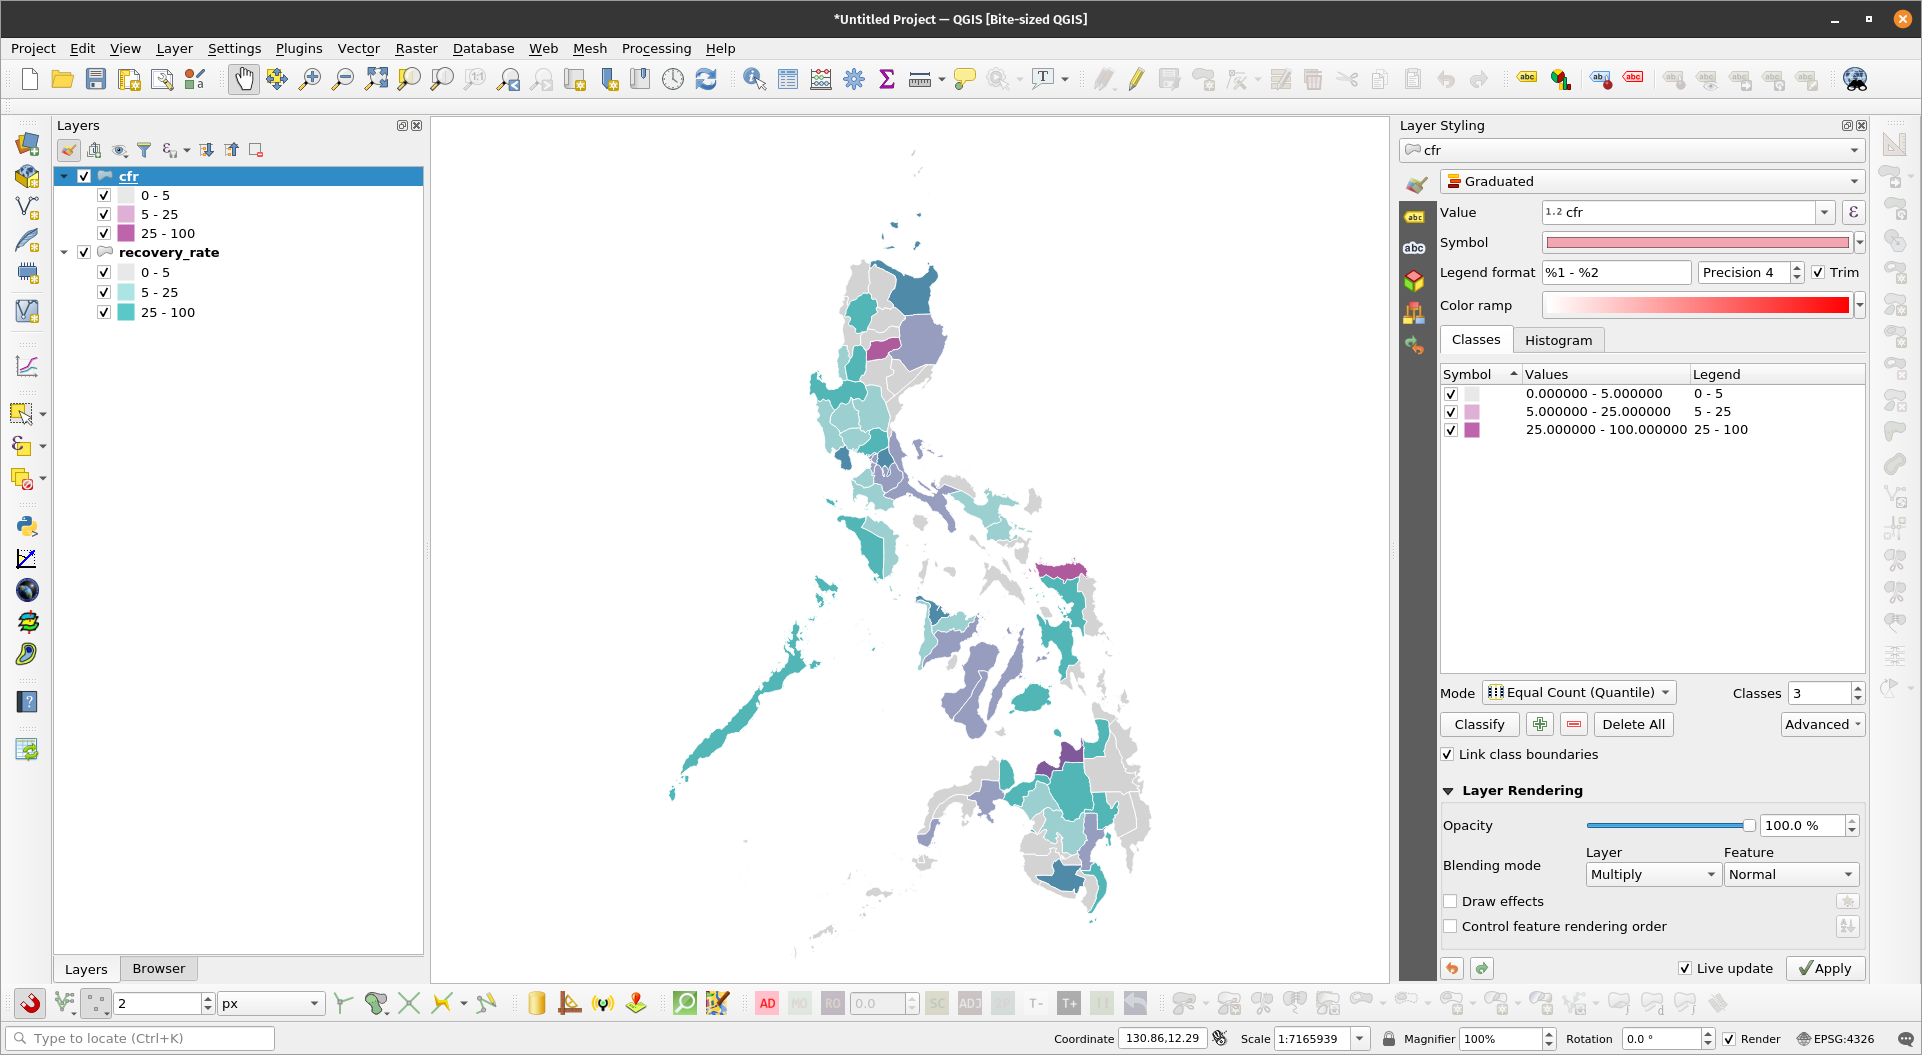 *Untitled Project — QGIS [Bite-sized QGIS]
Project Edit View Layer Settings Plugins Vector Raster Database Web Mesh Processing Help
Layers
cfr
0 - 5
5 - 25
25 - 100
recovery_rate
0 - 5
5 - 25
25 - 100
Layers Browser
Layer Styling
cfr
Graduated
Value 1.2 cfr ε
Symbol
Legend format %1 - %2 Precision 4 Trim
Color ramp
Classes Histogram
Symbol Values Legend
0.000000 - 5.000000 0 - 5
5.000000 - 25.000000 5 - 25
25.000000 - 100.000000 25 - 100
Mode Equal Count (Quantile) Classes 3
Classify Delete All Advanced
Link class boundaries
Layer Rendering
Opacity 100.0 %
Layer Feature
Blending mode Multiply Normal
Draw effects
Control feature rendering order
Live update Apply
2 px AD MO RO 0.0 SC ADJ T- T+
Type to locate (Ctrl+K) Coordinate 130.86,12.29 Scale 1:7165939 Magnifier 100% Rotation 0.0 ° Render EPSG:4326